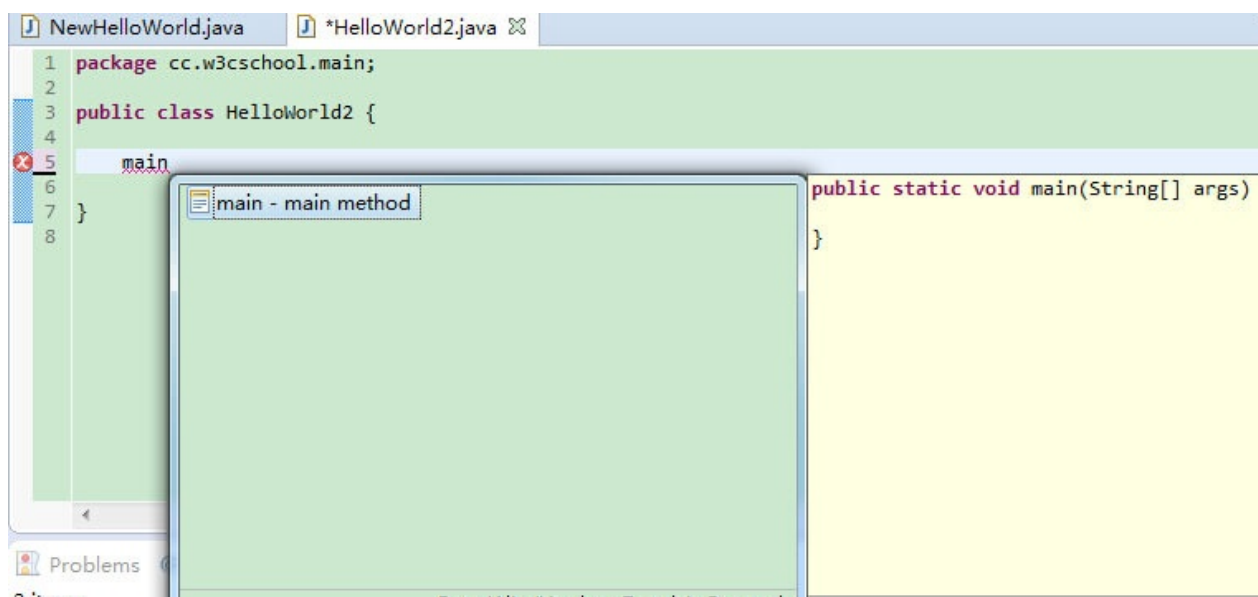 NewHelloWorld.java *HelloWorld2.java
1 package cc.w3cschool.main;
2
3 public class HelloWorld2 {
4
5 main
6
7 }
8
main - main method
public static void main(String[] args)
}
Problems